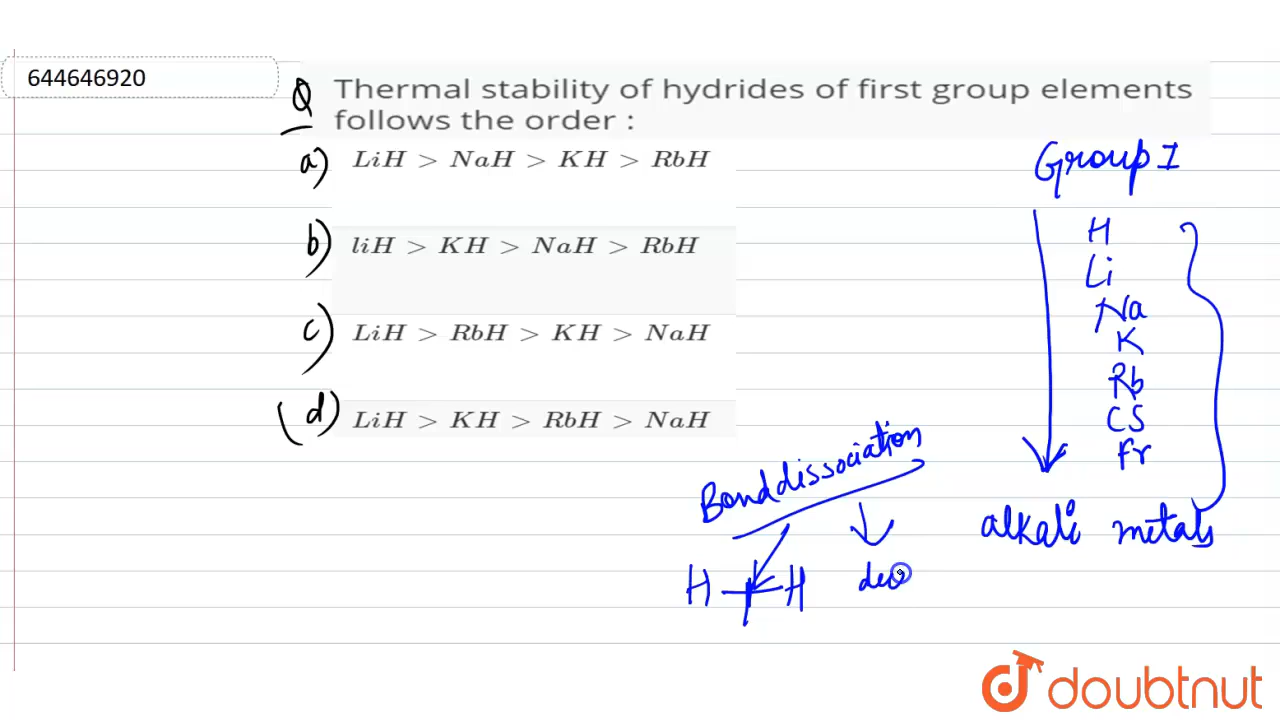 644646920
Q Thermal stability of hydrides of first group elements
follows the order :
a) LiH > NaH > KH > RbH
b) liH > KH > NaH > RbH
c) LiH > RbH > KH > NaH
(d) LiH > KH > RbH > NaH
Group I
H
Li
Na
K
Rb
CS
Fr
alkali metals
Bond dissociation
H — H
dec
doubtnut